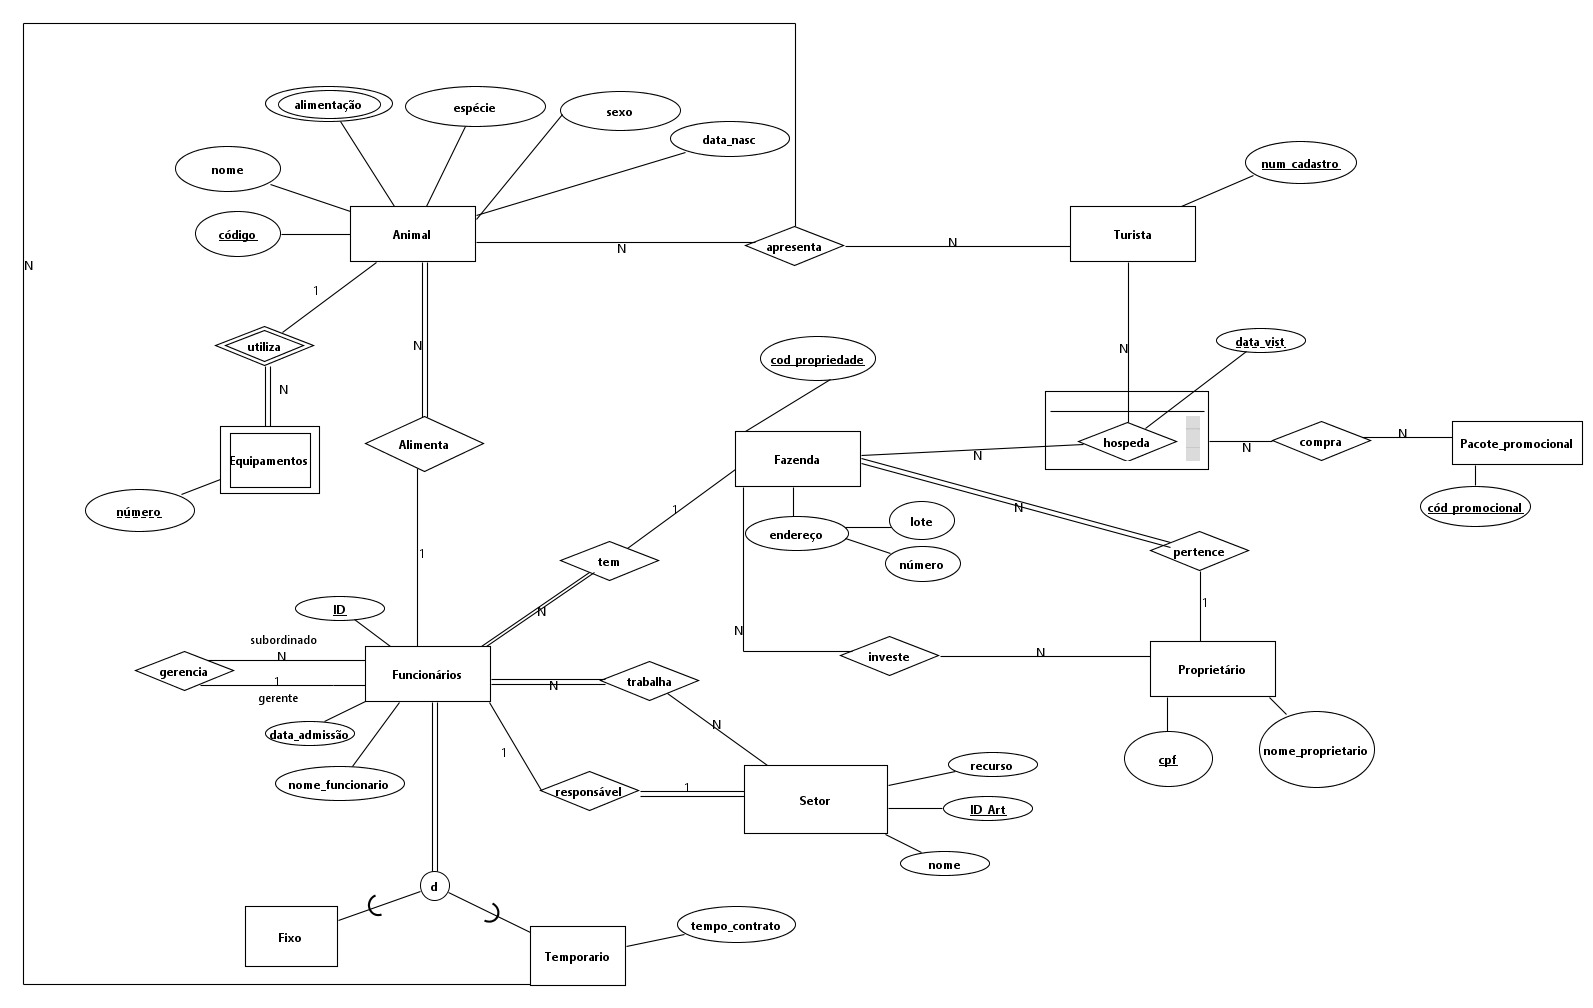 alimentação
espécie
sexo
data_nasc
nome
num_cadastro
código
Animal
Turista
apresenta
N
N
N
1
utiliza
N
N
cod_propriedade
N
data_vist
Equipamentos
Alimenta
Fazenda
hospeda
N
N
compra
N
Pacote_promocional
número
1
N
endereço
lote
número
cód_promocional
pertence
tem
1
N
1
ID
N
subordinado
N
gerencia
1
gerente
Funcionários
N
trabalha
investe
N
Proprietário
data_admissão
nome_funcionario
1
N
responsável
1
Setor
recurso
ID_Art
nome
cpf
nome_proprietario
d
Fixo
Temporario
tempo_contrato